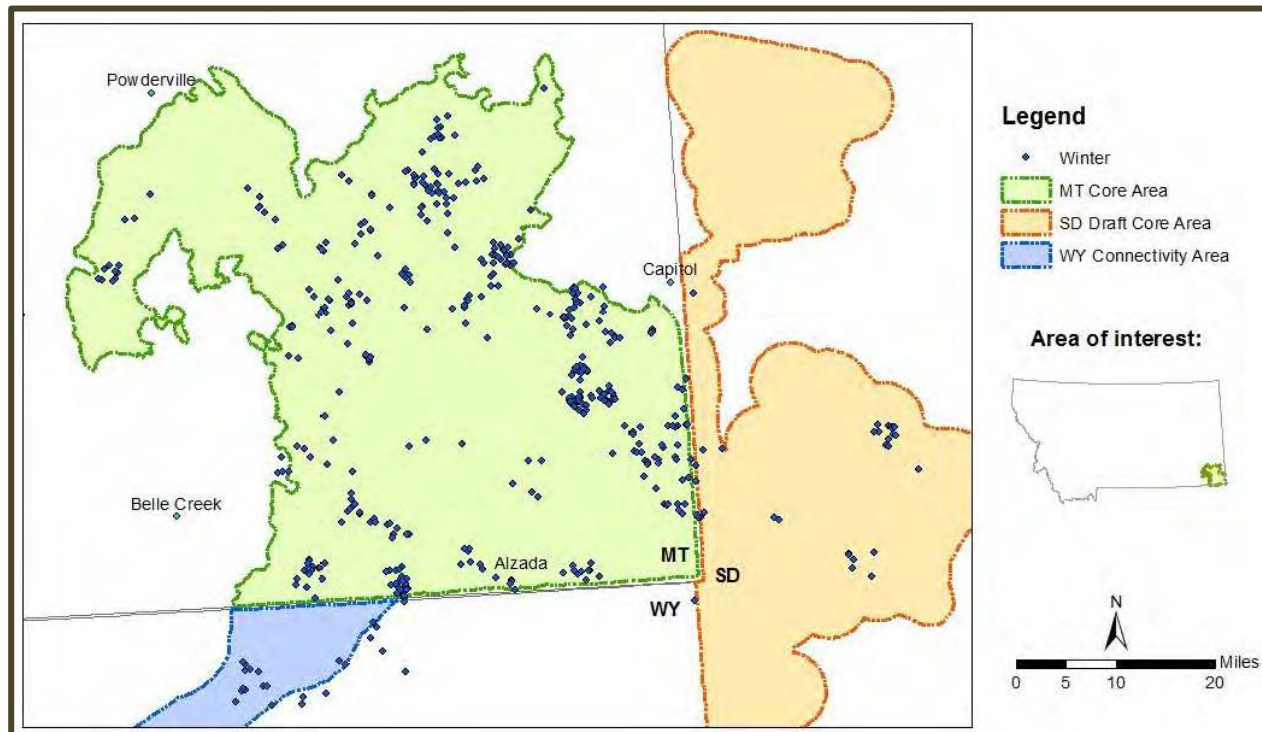 Powderville
Capitol
Belle Creek
Alzada
MT
SD
WY
Legend
Winter
MT Core Area
SD Draft Core Area
WY Connectivity Area
Area of interest:
N
Miles
0 5 10 20